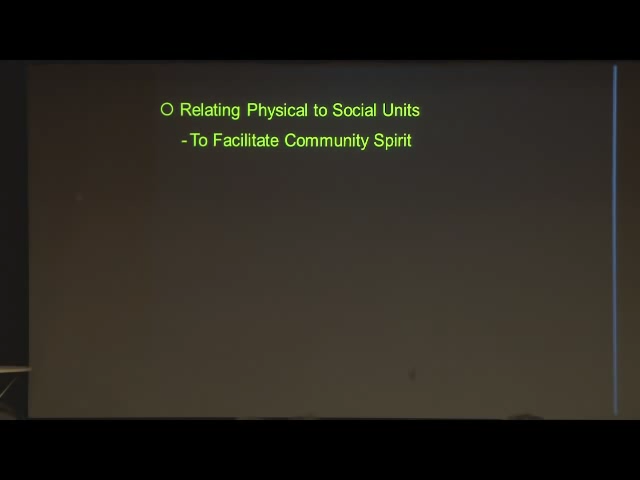 ○ Relating Physical to Social Units
- To Facilitate Community Spirit